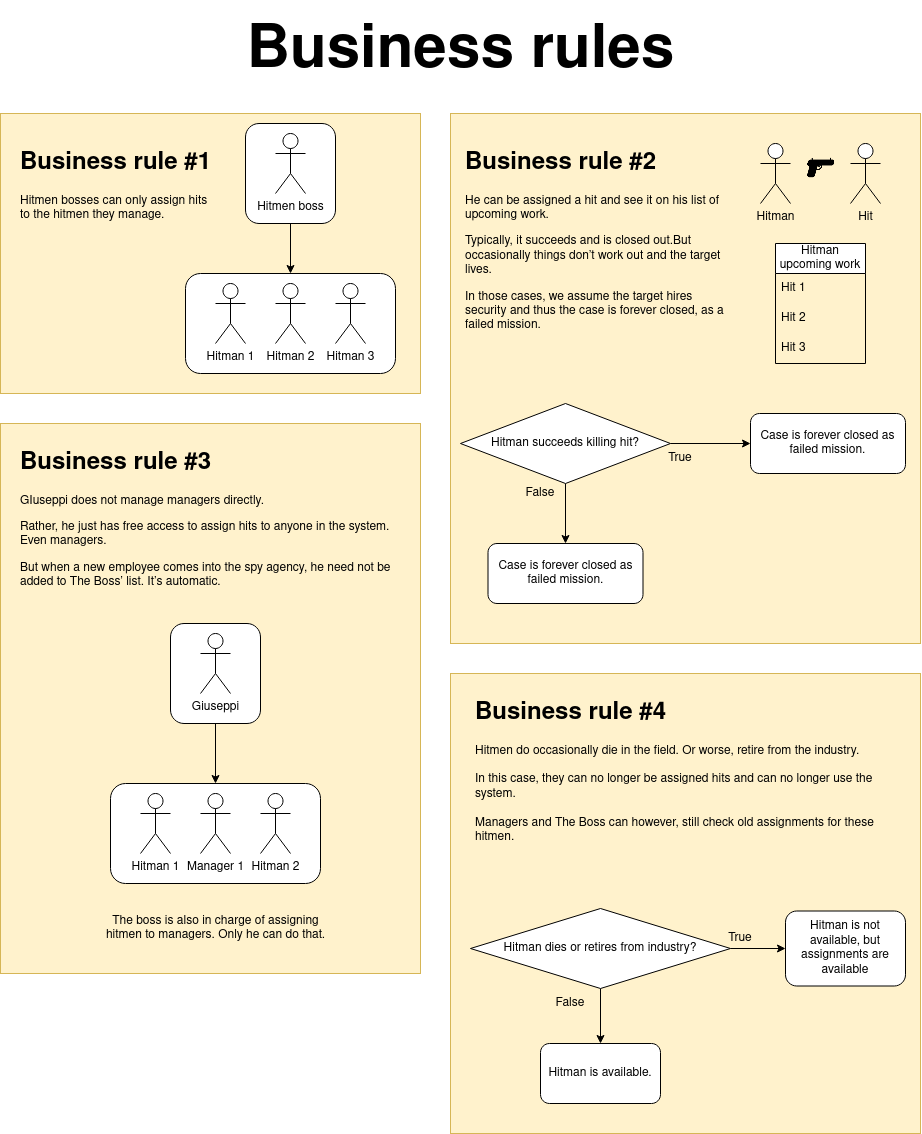 Business rules
Business rule #1
Hitmen bosses can only assign hits
to the hitmen they manage.
Hitmen boss
Hitman 1
Hitman 2
Hitman 3
Business rule #2
He can be assigned a hit and see it on his list of
upcoming work.
Typically, it succeeds and is closed out.But
occasionally things don’t work out and the target
lives.
In those cases, we assume the target hires
security and thus the case is forever closed, as a
failed mission.
Hitman
Hit
Hitman
upcoming work
Hit 1
Hit 2
Hit 3
Hitman succeeds killing hit?
True
Case is forever closed as
failed mission.
False
Case is forever closed as
failed mission.
Business rule #3
GIuseppi does not manage managers directly.
Rather, he just has free access to assign hits to anyone in the system.
Even managers.
But when a new employee comes into the spy agency, he need not be
added to The Boss’ list. It’s automatic.
Giuseppi
Hitman 1
Manager 1
Hitman 2
The boss is also in charge of assigning
hitmen to managers. Only he can do that.
Business rule #4
Hitmen do occasionally die in the field. Or worse, retire from the industry.
In this case, they can no longer be assigned hits and can no longer use the
system.
Managers and The Boss can however, still check old assignments for these
hitmen.
Hitman dies or retires from industry?
True
Hitman is not
available, but
assignments are
available
False
Hitman is available.